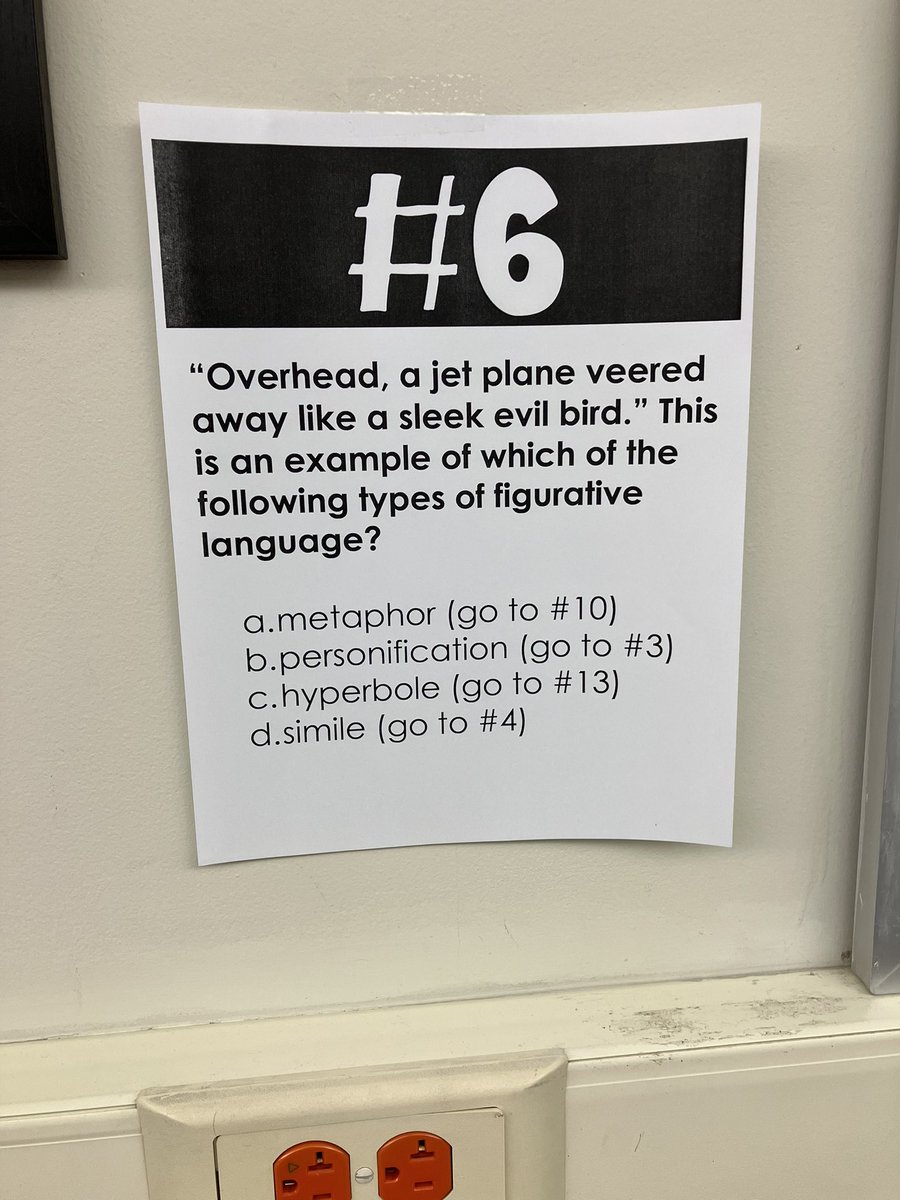 #6
“Overhead, a jet plane veered
away like a sleek evil bird.” This
is an example of which of the
following types of figurative
language?
a.metaphor (go to #10)
b.personification (go to #3)
c.hyperbole (go to #13)
d.simile (go to #4)